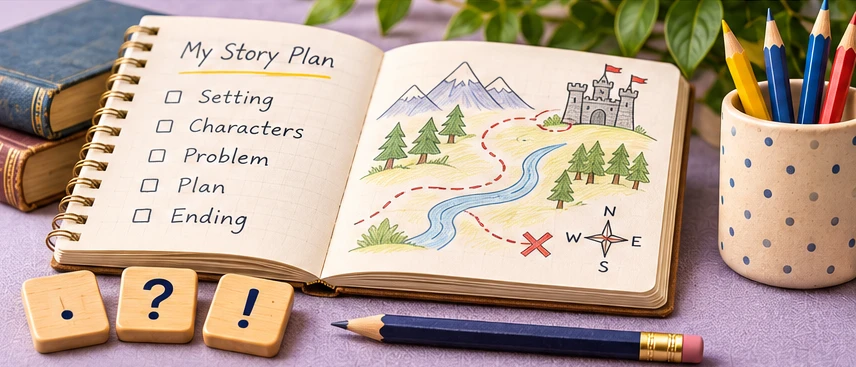 My Story Plan
Setting
Characters
Problem
Plan
Ending
N
W E
S
. ? !